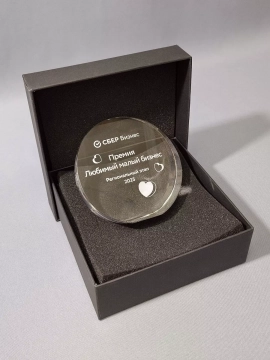 СБЕР Бизнес
Премия
Любимый малый бизнес
Региональный этап
2023